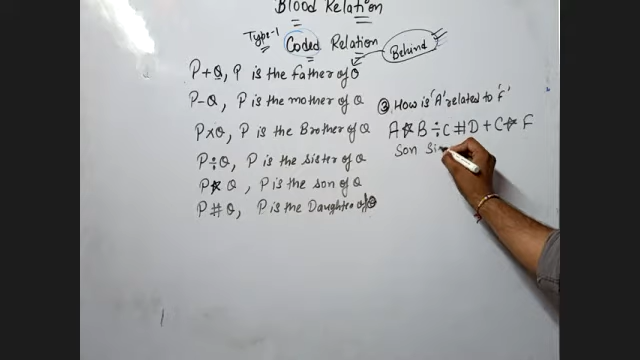 Blood Relation
Type-1
Coded Relation
Behind
P+Q, P is the father of Q
P-Q, P is the mother of Q
P×Q, P is the Brother of Q
P÷Q, P is the sister of Q
P☆Q, P is the son of Q
P#Q, P is the Daughter of Q
③ How is 'A' related to 'F'
A☆B÷C#D+C☆F
Son Si